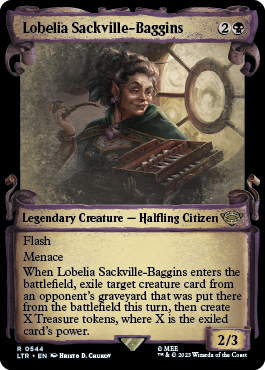 Lobelia Sackville-Baggins 2
Legendary Creature — Halfling Citizen
Flash
Menace
When Lobelia Sackville-Baggins enters the
battlefield, exile target creature card from
an opponent's graveyard that was put there
from the battlefield this turn, then create
X Treasure tokens, where X is the exiled
card's power.
2/3
R 0544
LTR • EN Hristo D. Chukov
© MEE
™ & © 2023 Wizards of the Coast